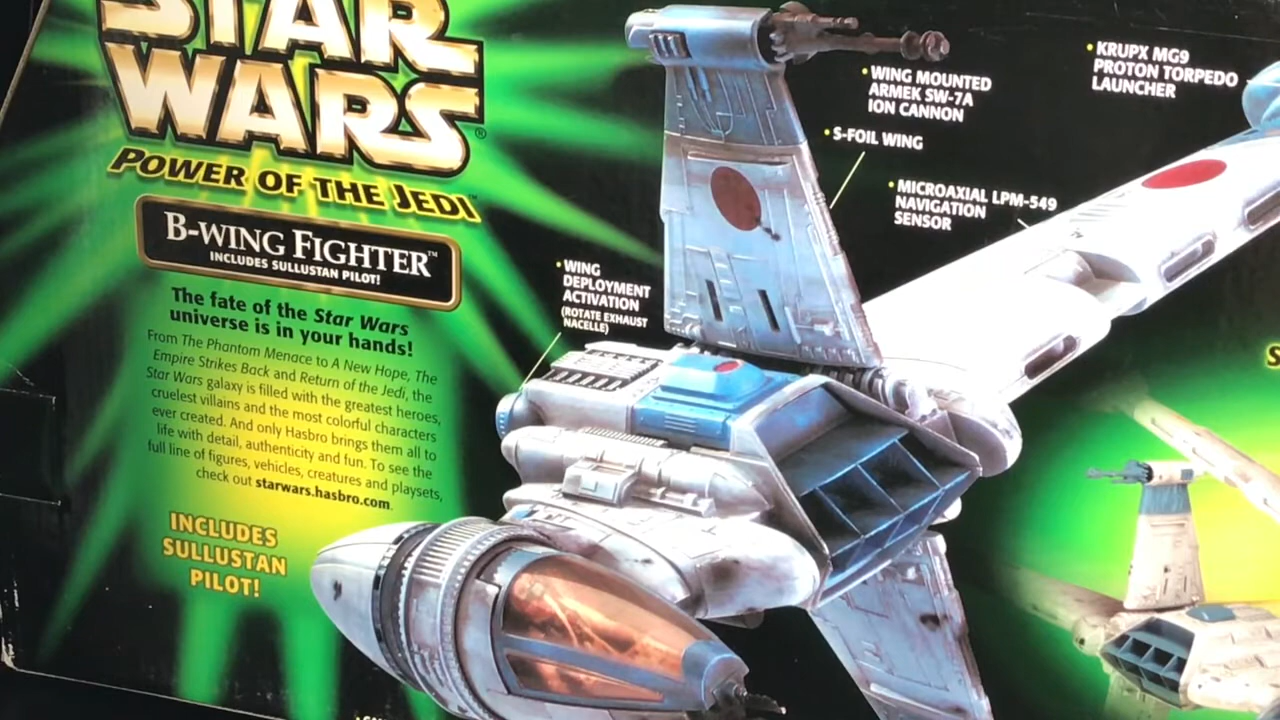 STAR
WARS®
POWER OF THE JEDI™
B-WING FIGHTER™
INCLUDES SULLUSTAN PILOT!
The fate of the Star Wars
universe is in your hands!
From The Phantom Menace to A New Hope, The
Empire Strikes Back and Return of the Jedi, the
Star Wars galaxy is filled with the greatest heroes,
cruelest villains and the most colorful characters
ever created. And only Hasbro brings them all to
life with detail, authenticity and fun. To see the
full line of figures, vehicles, creatures and playsets,
check out starwars.hasbro.com.
INCLUDES
SULLUSTAN
PILOT!
• WING
DEPLOYMENT
ACTIVATION
(ROTATE EXHAUST
NACELLE)
• WING MOUNTED
ARMEK SW-7A
ION CANNON
• S-FOIL WING
• MICROAXIAL LPM-549
NAVIGATION
SENSOR
• KRUPX MG9
PROTON TORPEDO
LAUNCHER